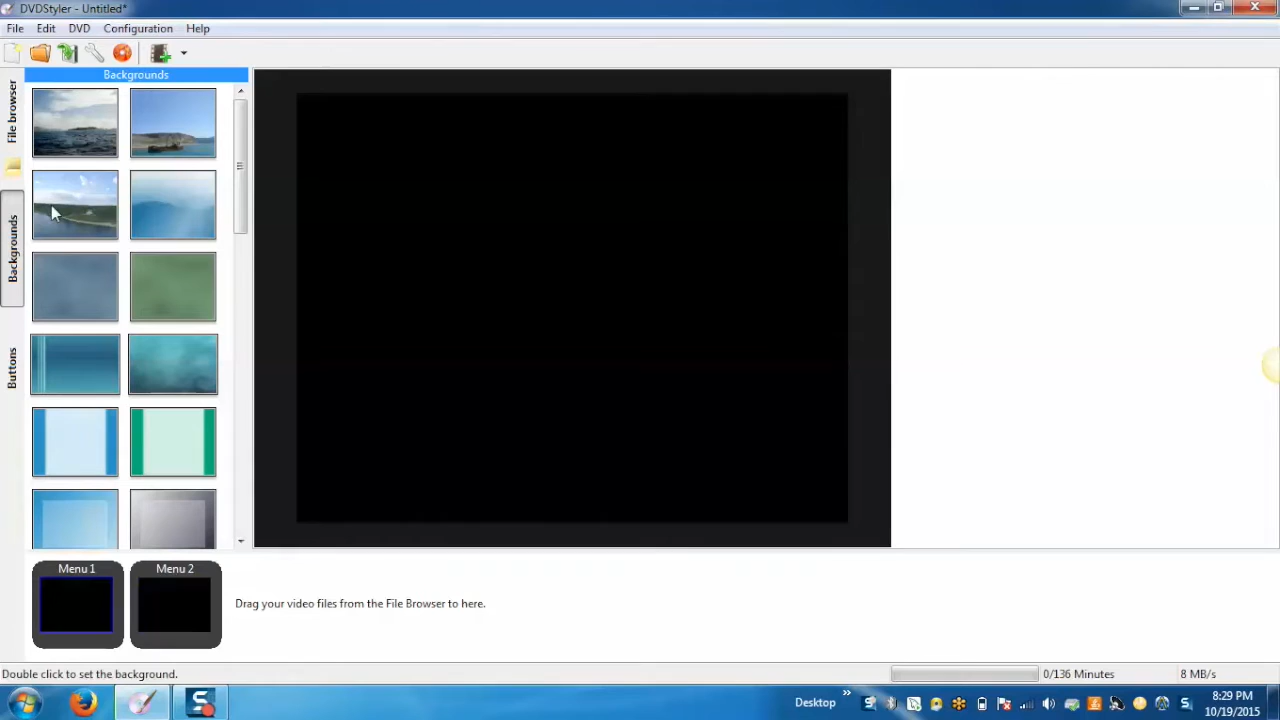 DVDStyler - Untitled*
File Edit DVD Configuration Help
Backgrounds
File browser
Backgrounds
Buttons
Menu 1
Menu 2
Drag your video files from the File Browser to here.
Double click to set the background.
0/136 Minutes
8 MB/s
Desktop
8:29 PM
10/19/2015